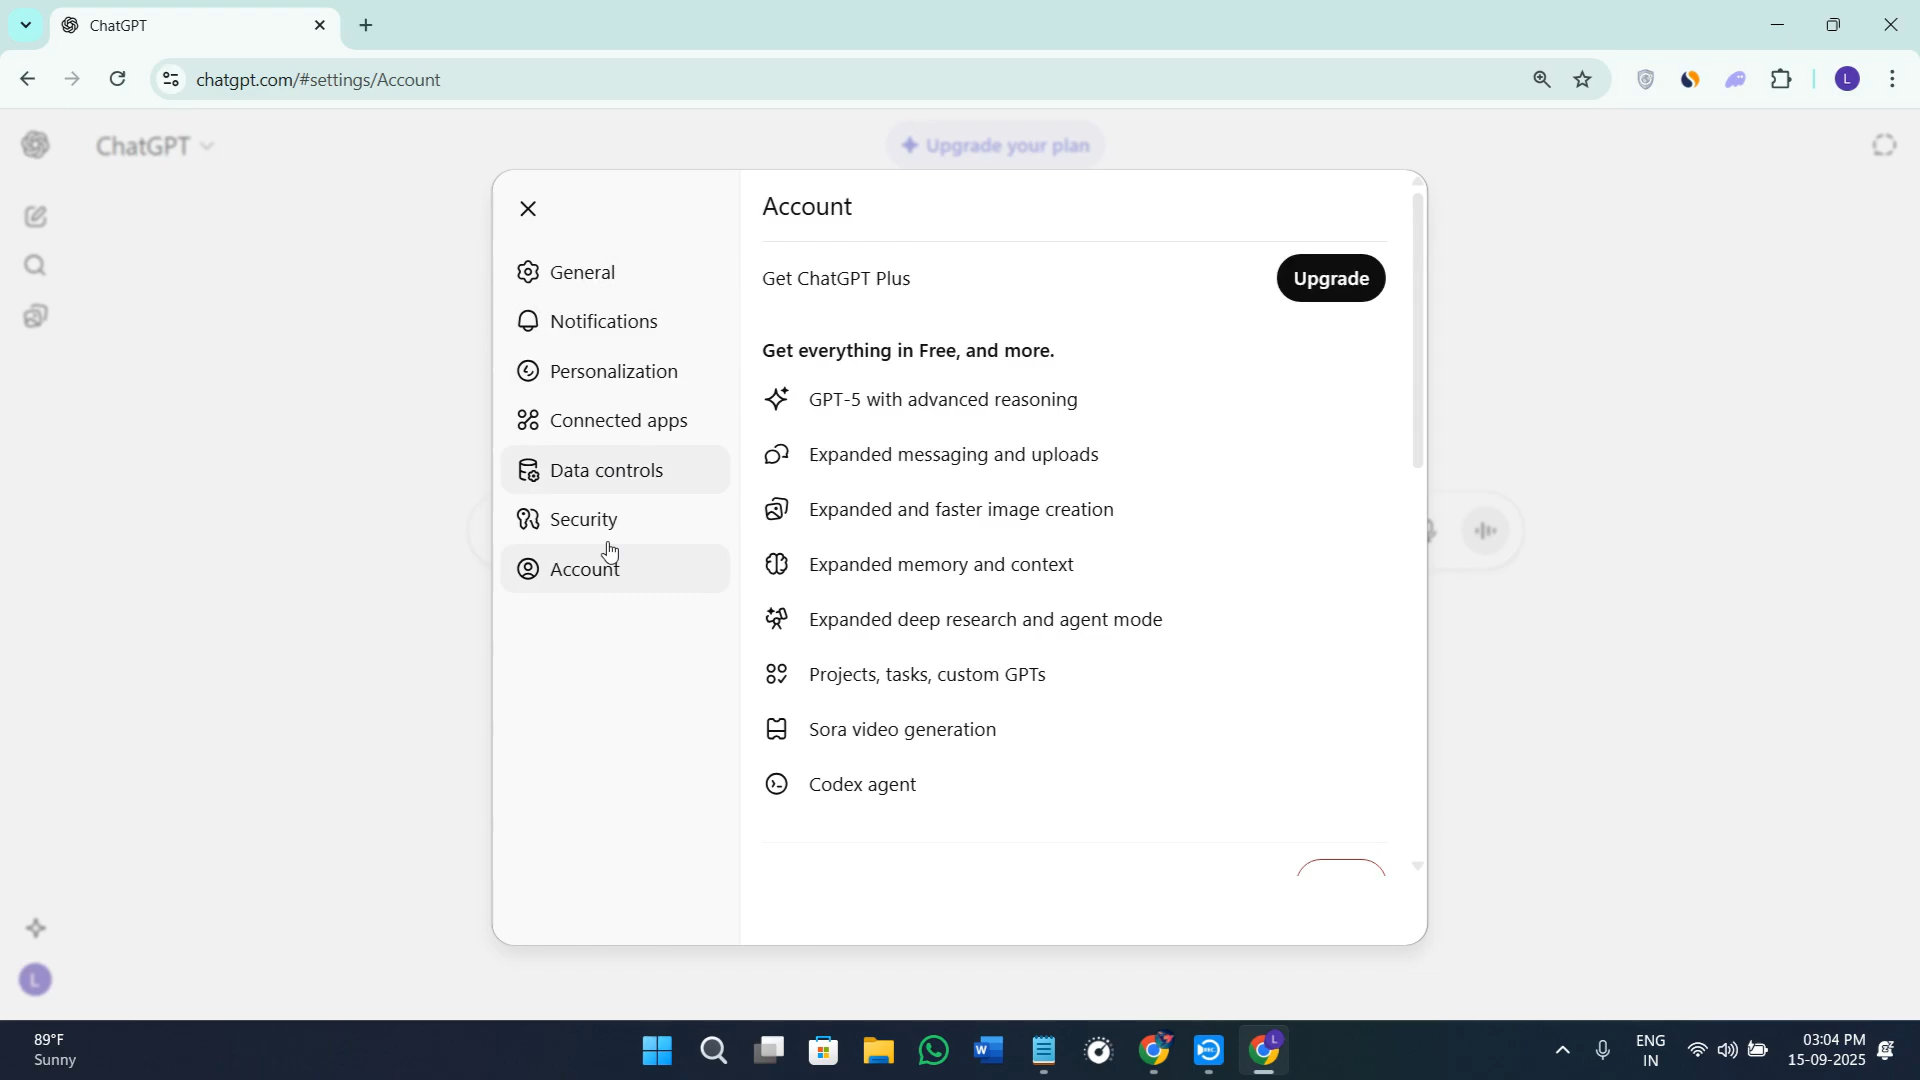 ChatGPT
chatgpt.com/#settings/Account
L
ChatGPT
Upgrade your plan
Account
General
Get ChatGPT Plus
Upgrade
Notifications
Get everything in Free, and more.
Personalization
GPT-5 with advanced reasoning
Connected apps
Expanded messaging and uploads
Data controls
Expanded and faster image creation
Security
Expanded memory and context
Account
Expanded deep research and agent mode
Projects, tasks, custom GPTs
Sora video generation
Codex agent
L
89°F
Sunny
W
REC
L
ENG
IN
03:04 PM
15-09-2025